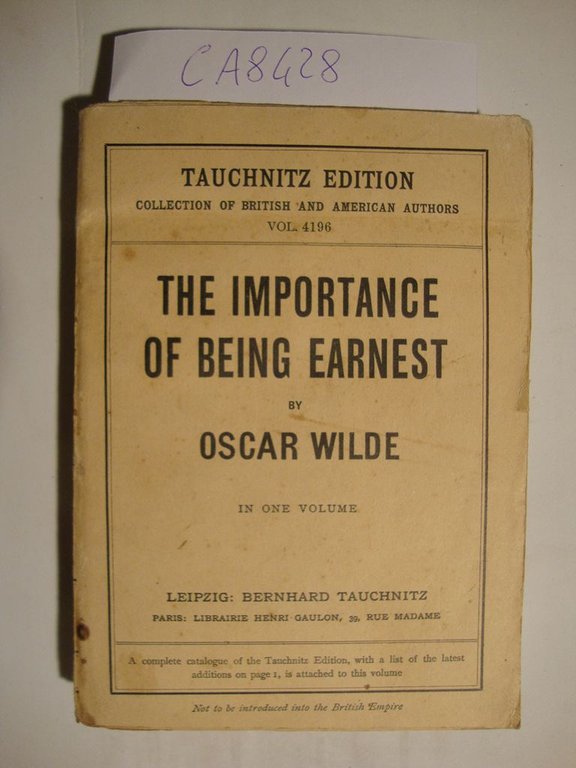 CA8428
TAUCHNITZ EDITION
COLLECTION OF BRITISH AND AMERICAN AUTHORS
VOL. 4196
THE IMPORTANCE
OF BEING EARNEST
BY
OSCAR WILDE
IN ONE VOLUME
LEIPZIG: BERNHARD TAUCHNITZ
PARIS: LIBRAIRIE HENRI GAULON, 39, RUE MADAME
A complete catalogue of the Tauchnitz Edition, with a list of the latest
additions on page 1, is attached to this volume
Not to be introduced into the British Empire